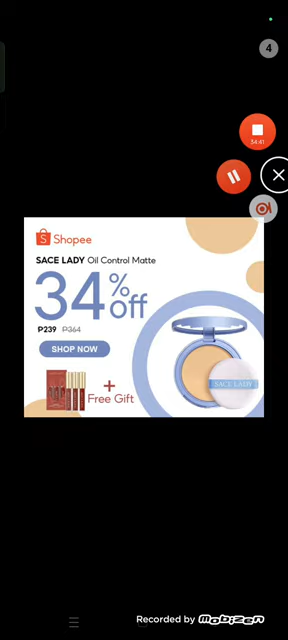 4
34:41
Shopee
SACE LADY Oil Control Matte
34% off
P239 P364
SHOP NOW
+
Free Gift
SACE LADY
Recorded by mobizen